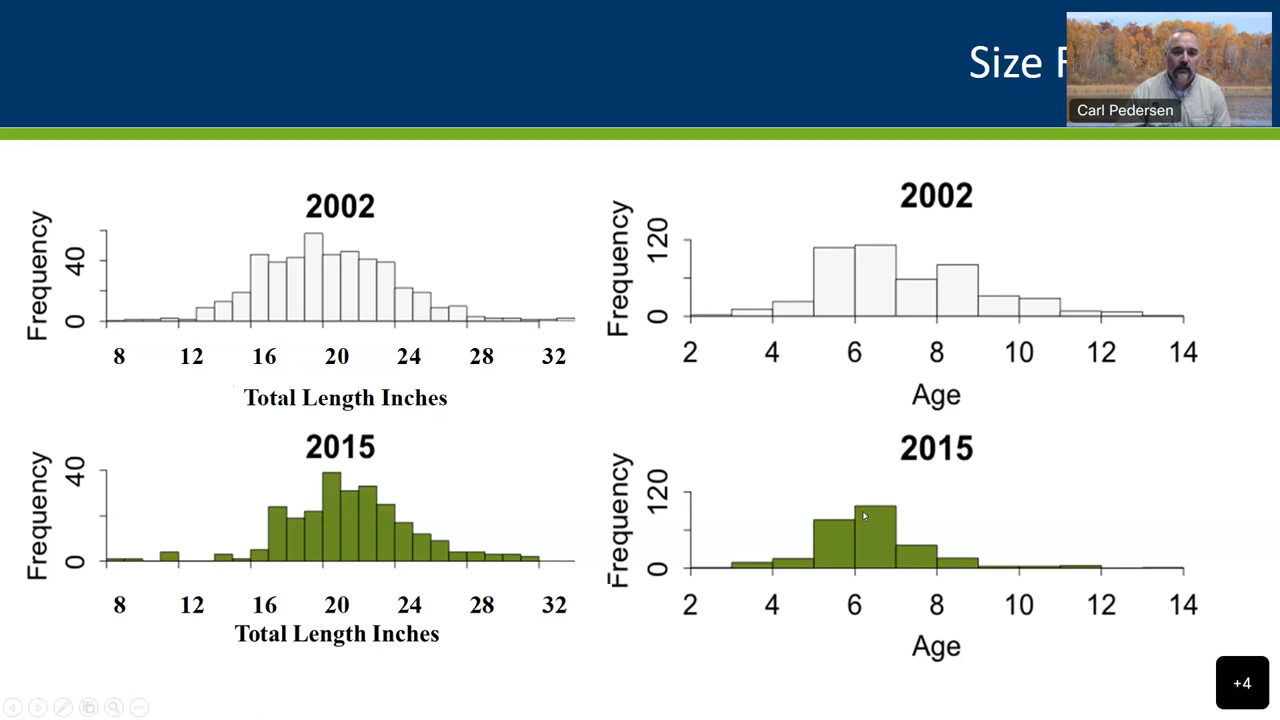 Size
Carl Pedersen
2002
Frequency
40
0
8 12 16 20 24 28 32
Total Length Inches
2002
Frequency
120
0
2 4 6 8 10 12 14
Age
2015
Frequency
40
0
8 12 16 20 24 28 32
Total Length Inches
2015
Frequency
120
0
2 4 6 8 10 12 14
Age
+4